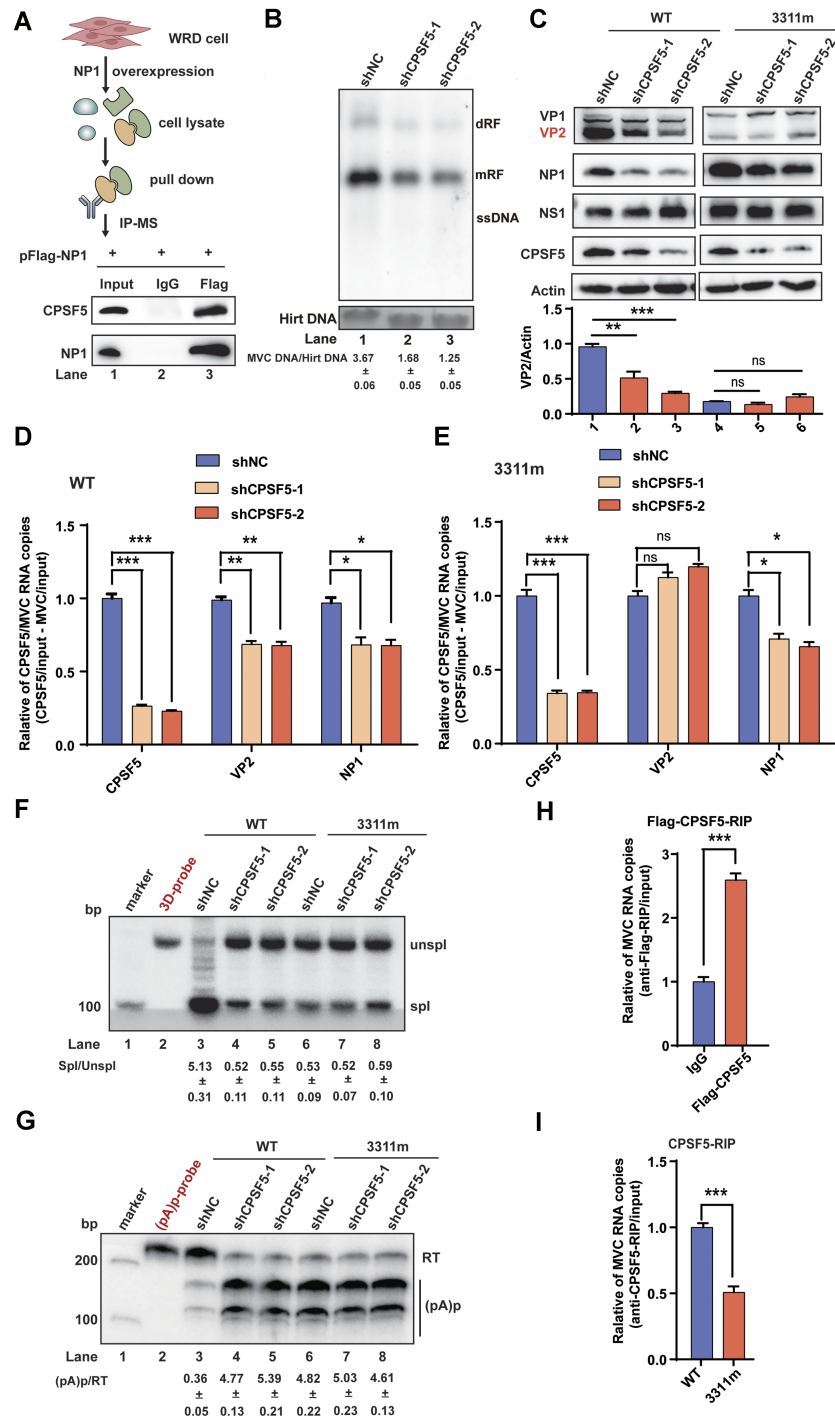 A
WRD cell
NP1 overexpression
cell lysate
pull down
IP-MS
pFlag-NP1 + + +
Input IgG Flag
CPSF5
NP1
Lane 1 2 3
B
shNC shCPSF5-1 shCPSF5-2
dRF
mRF
ssDNA
Hirt DNA
Lane 1 2 3
MVC DNA/Hirt DNA 3.67 1.68 1.25
± ± ±
0.06 0.05 0.05
C
WT 3311m
shNC shCPSF5-1 shCPSF5-2 shNC shCPSF5-1 shCPSF5-2
VP1
VP2
NP1
NS1
CPSF5
Actin
VP2/Actin
1.5
1.0
0.5
0.0
***
**
ns
ns
1 2 3 4 5 6
D
WT
shNC
shCPSF5-1
shCPSF5-2
Ralative of CPSF5/MVC RNA copies
(CPSF5/input - MVC/input)
1.5
1.0
0.5
0.0
*** ** *
*** ** *
CPSF5 VP2 NP1
E
3311m
shNC
shCPSF5-1
shCPSF5-2
Ralative of CPSF5/MVC RNA copies
(CPSF5/input - MVC/input)
1.5
1.0
0.5
0.0
*** ns *
*** ns *
CPSF5 VP2 NP1
F
WT 3311m
marker 3D-probe shNC shCPSF5-1 shCPSF5-2 shNC shCPSF5-1 shCPSF5-2
bp
100
unspl
spl
Lane 1 2 3 4 5 6 7 8
Spl/Unspl 5.13 0.52 0.55 0.53 0.52 0.59
± ± ± ± ± ±
0.31 0.11 0.11 0.09 0.07 0.10
G
WT 3311m
marker (pA)p-probe shNC shCPSF5-1 shCPSF5-2 shNC shCPSF5-1 shCPSF5-2
bp
200
100
RT
(pA)p
Lane 1 2 3 4 5 6 7 8
(pA)p/RT 0.36 4.77 5.39 4.82 5.03 4.61
± ± ± ± ± ±
0.05 0.13 0.21 0.22 0.23 0.13
H
Flag-CPSF5-RIP
Ralative of MVC RNA copies
(anti-Flag-RIP/input)
3
2
1
0
***
IgG Flag-CPSF5
I
CPSF5-RIP
Ralative of MVC RNA copies
(anti-CPSF5-RIP/input)
1.5
1.0
0.5
0.0
***
WT 3311m